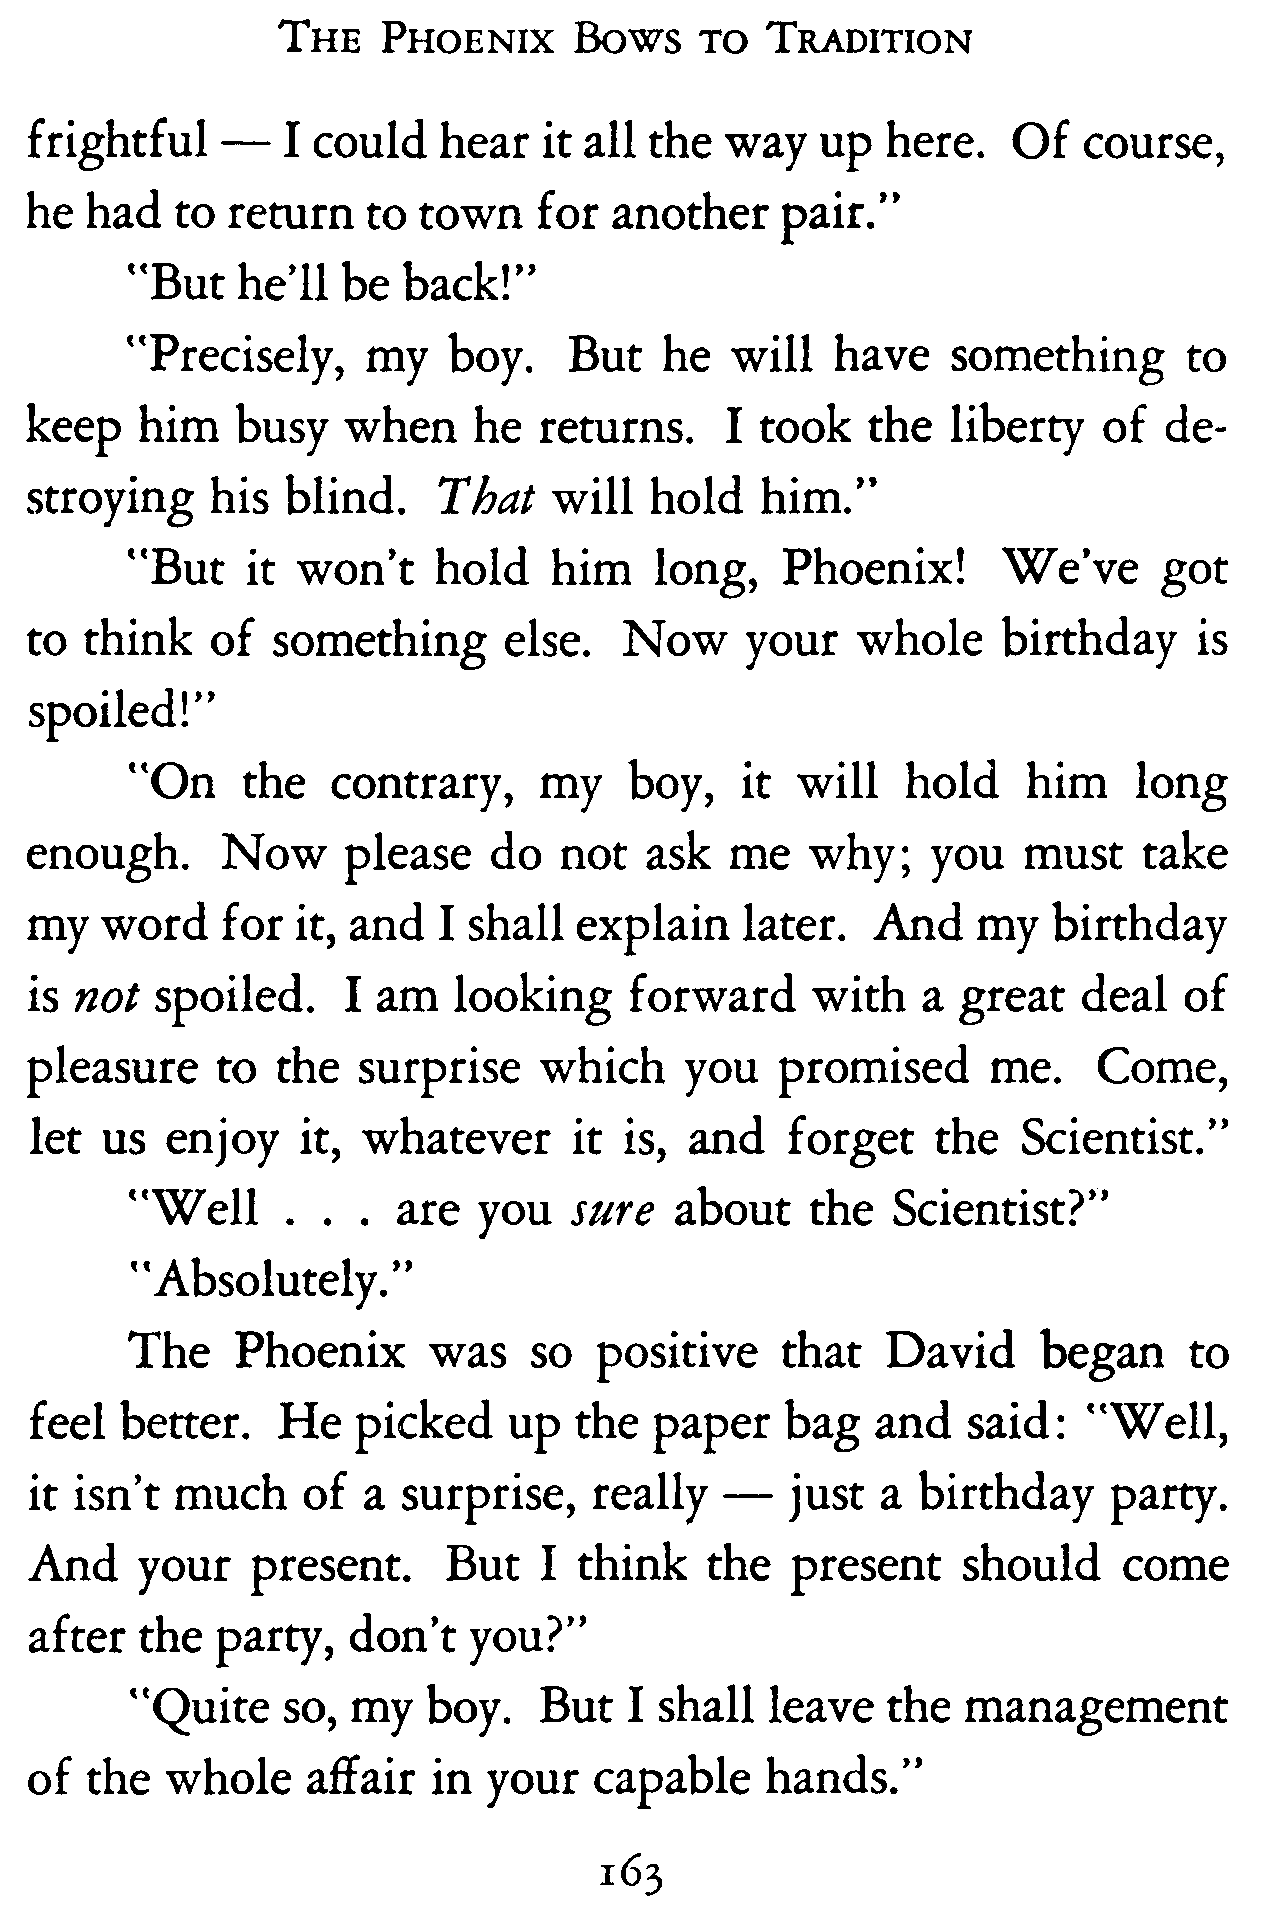 The Phoenix Bows to Tradition
frightful — I could hear it all the way up here. Of course,
he had to return to town for another pair."
"But he'll be back!"
"Precisely, my boy. But he will have something to
keep him busy when he returns. I took the liberty of de-
stroying his blind. That will hold him."
"But it won't hold him long, Phoenix! We've got
to think of something else. Now your whole birthday is
spoiled!"
"On the contrary, my boy, it will hold him long
enough. Now please do not ask me why; you must take
my word for it, and I shall explain later. And my birthday
is not spoiled. I am looking forward with a great deal of
pleasure to the surprise which you promised me. Come,
let us enjoy it, whatever it is, and forget the Scientist."
"Well . . . are you sure about the Scientist?"
"Absolutely."
The Phoenix was so positive that David began to
feel better. He picked up the paper bag and said: "Well,
it isn't much of a surprise, really — just a birthday party.
And your present. But I think the present should come
after the party, don't you?"
"Quite so, my boy. But I shall leave the management
of the whole affair in your capable hands."
163